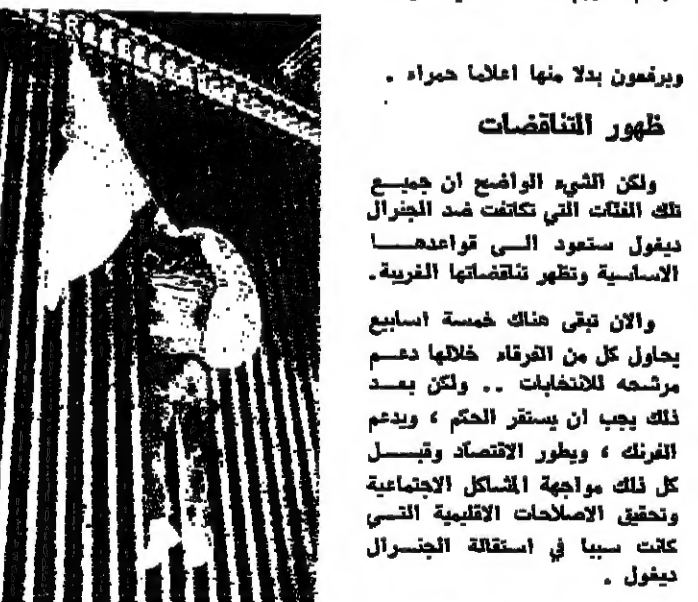 ويرفعون بدلا منها اعلاما حمراء .
ظهور التناقضات
ولكن الشيء الواضح ان جميع
تلك الفئات التي تكاتفت ضد الجنرال
ديغول ستعود الى قواعدها
الاساسية وتظهر تناقضاتها الغريبة.
والان تبقى هناك خمسة اسابيع
يحاول كل من الفرقاء خلالها دعم
مرشحه للانتخابات .. ولكن بعد
ذلك يجب ان يستقر الحكم ، ويدعم
الفرنك ، ويطور الاقتصاد وقبل
كل ذلك مواجهة المشاكل الاجتماعية
وتحقيق الاصلاحات الاقليمية التي
كانت سببا في استقالة الجنرال
ديغول .